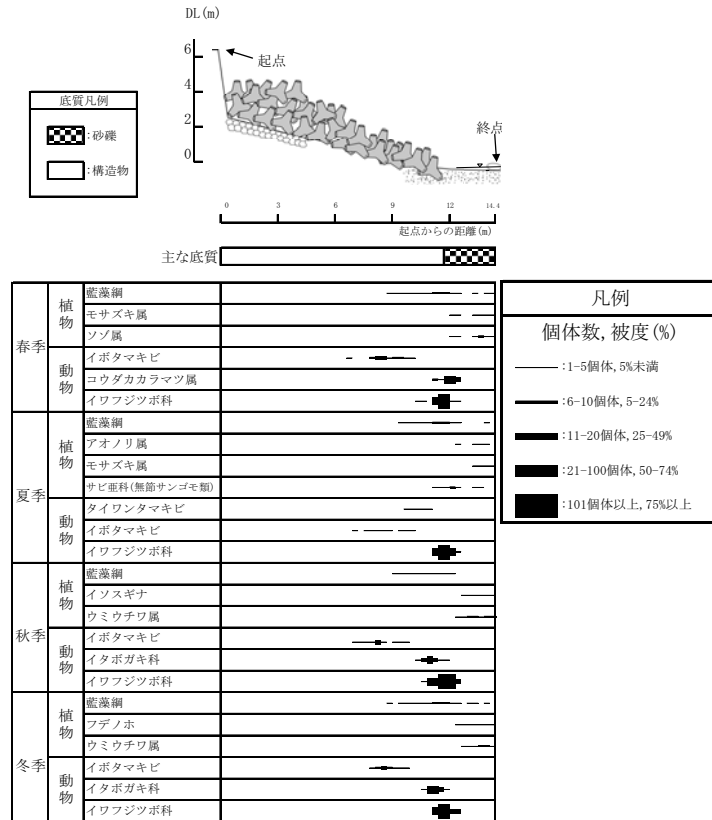 DL(m)
6
4
2
0
起点
終点
底質凡例
:砂礫
:構造物
0 3 6 9 12 14.4
起点からの距離(m)
主な底質
春季
植物
藍藻綱
モサズキ属
ソゾ属
動物
イボタマキビ
コウダカカラマツ属
イワフジツボ科
夏季
植物
藍藻綱
アオノリ属
モサズキ属
サビ亜科(無節サンゴモ類)
動物
タイワンタマキビ
イボタマキビ
イワフジツボ科
秋季
植物
藍藻綱
イソスギナ
ウミウチワ属
動物
イボタマキビ
イタボガキ科
イワフジツボ科
冬季
植物
藍藻綱
フデノホ
ウミウチワ属
動物
イボタマキビ
イタボガキ科
イワフジツボ科
凡例
個体数,被度(%)
:1-5個体,5%未満
:6-10個体,5-24%
:11-20個体,25-49%
:21-100個体,50-74%
:101個体以上,75%以上